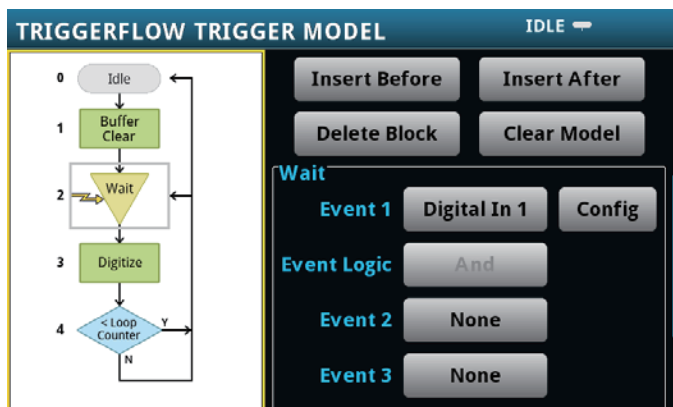 TRIGGERFLOW TRIGGER MODEL
IDLE
0
Idle
1
Buffer
Clear
2
Wait
3
Digitize
4
< Loop
Counter
Y
N
Insert Before
Insert After
Delete Block
Clear Model
Wait
Event 1
Digital In 1
Config
Event Logic
And
Event 2
None
Event 3
None